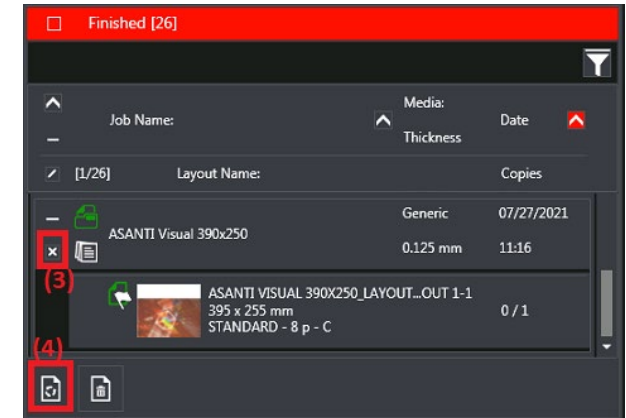 Finished [26]
Media:
Job Name:
Date
Thickness
[1/26] Layout Name: Copies
Generic 07/27/2021
ASANTI Visual 390x250
0.125 mm 11:16
(3)
ASANTI VISUAL 390X250_LAYOUT...OUT 1-1
395 x 255 mm
0 / 1
STANDARD - 8 p - C
(4)